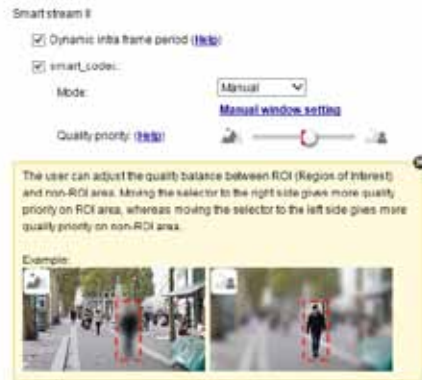 Smart stream II
Dynamic intra frame period (Help)
smart_codec:
Mode: Manual
Manual window setting
Quality priority: (Help)
The user can adjust the quality balance between ROI (Region of Interest)
and non-ROI area. Moving the selector to the right side gives more quality
priority on ROI area, whereas moving the selector to the left side gives more
quality priority on non-ROI area.
Example: